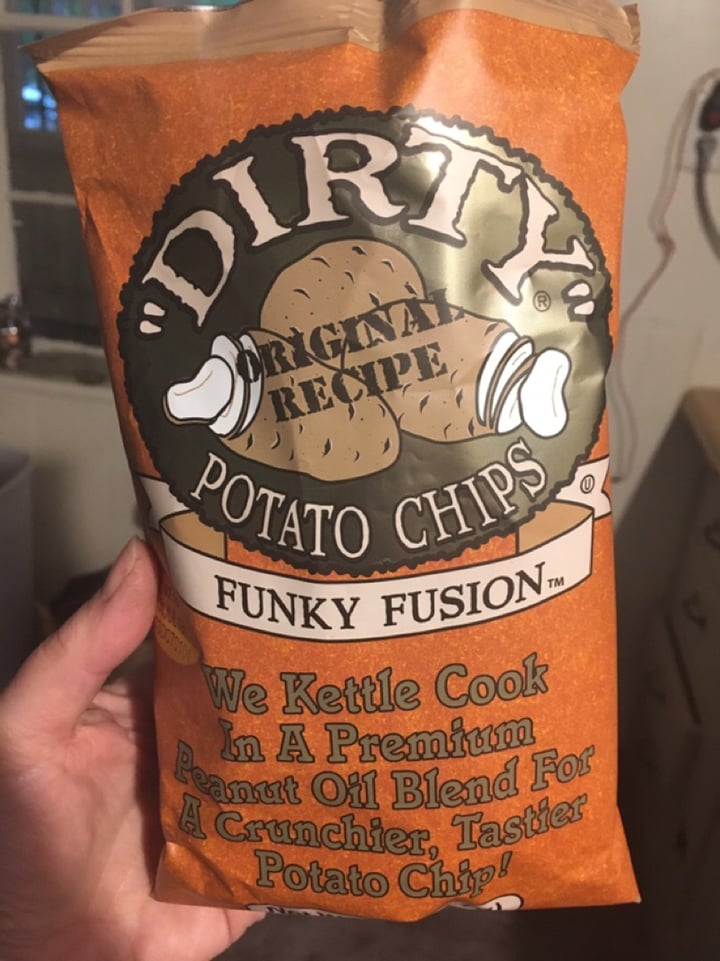 "DIRTY"®
ORIGINAL
RECIPE
POTATO CHIPS
U
FUNKY FUSION™
We Kettle Cook
In A Premium
Peanut Oil Blend For
A Crunchier, Tastier
Potato Chip!